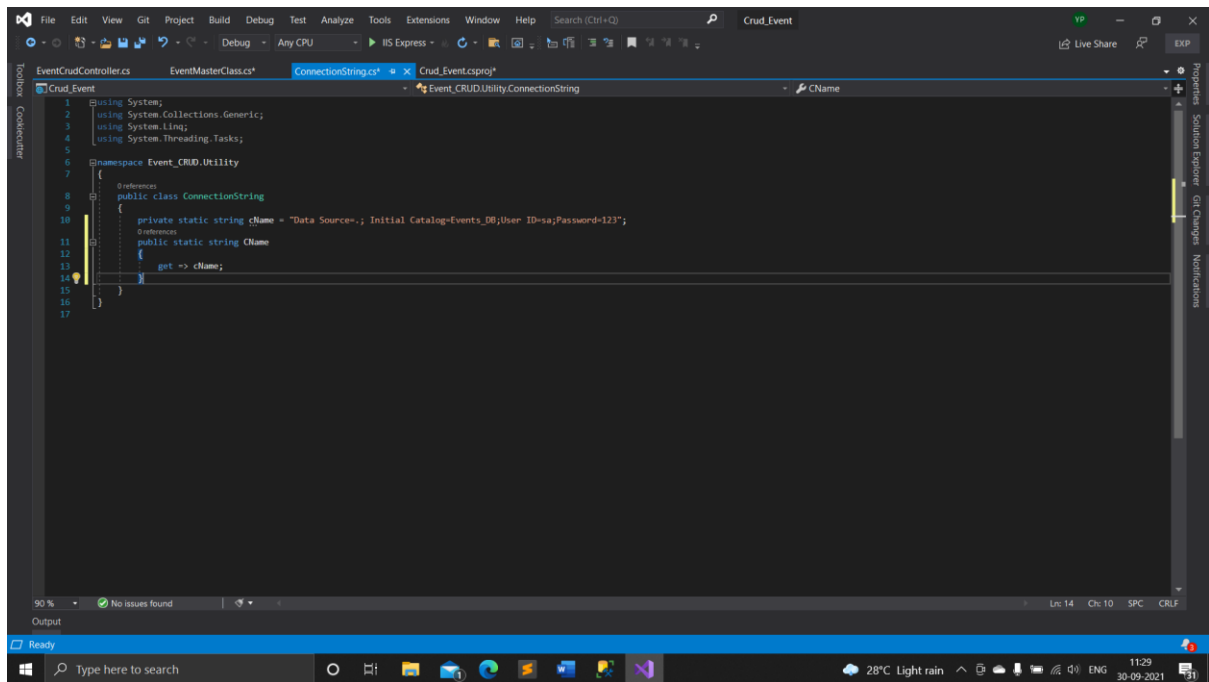 File Edit View Git Project Build Debug Test Analyze Tools Extensions Window Help Search (Ctrl+Q) Crud_Event YP
Debug Any CPU IIS Express Live Share EXP
EventCrudController.cs EventMasterClass.cs* ConnectionString.cs* Crud_Event.csproj*
Crud_Event Event_CRUD.Utility.ConnectionString CName
1 using System;
2 using System.Collections.Generic;
3 using System.Linq;
4 using System.Threading.Tasks;
5
6 namespace Event_CRUD.Utility
7 {
0 references
8 public class ConnectionString
9 {
10 private static string cName = "Data Source=.; Initial Catalog=Events_DB;User ID=sa;Password=123";
0 references
11 public static string CName
12 {
13 get => cName;
14 }
15 }
16 }
17
Toolbox
Cookiecutter
Properties
Solution Explorer
Git Changes
Notifications
90 % No issues found Ln: 14 Ch: 10 SPC CRLF
Output
Ready 3
Type here to search 1 28°C Light rain ENG 11:29
30-09-2021 31